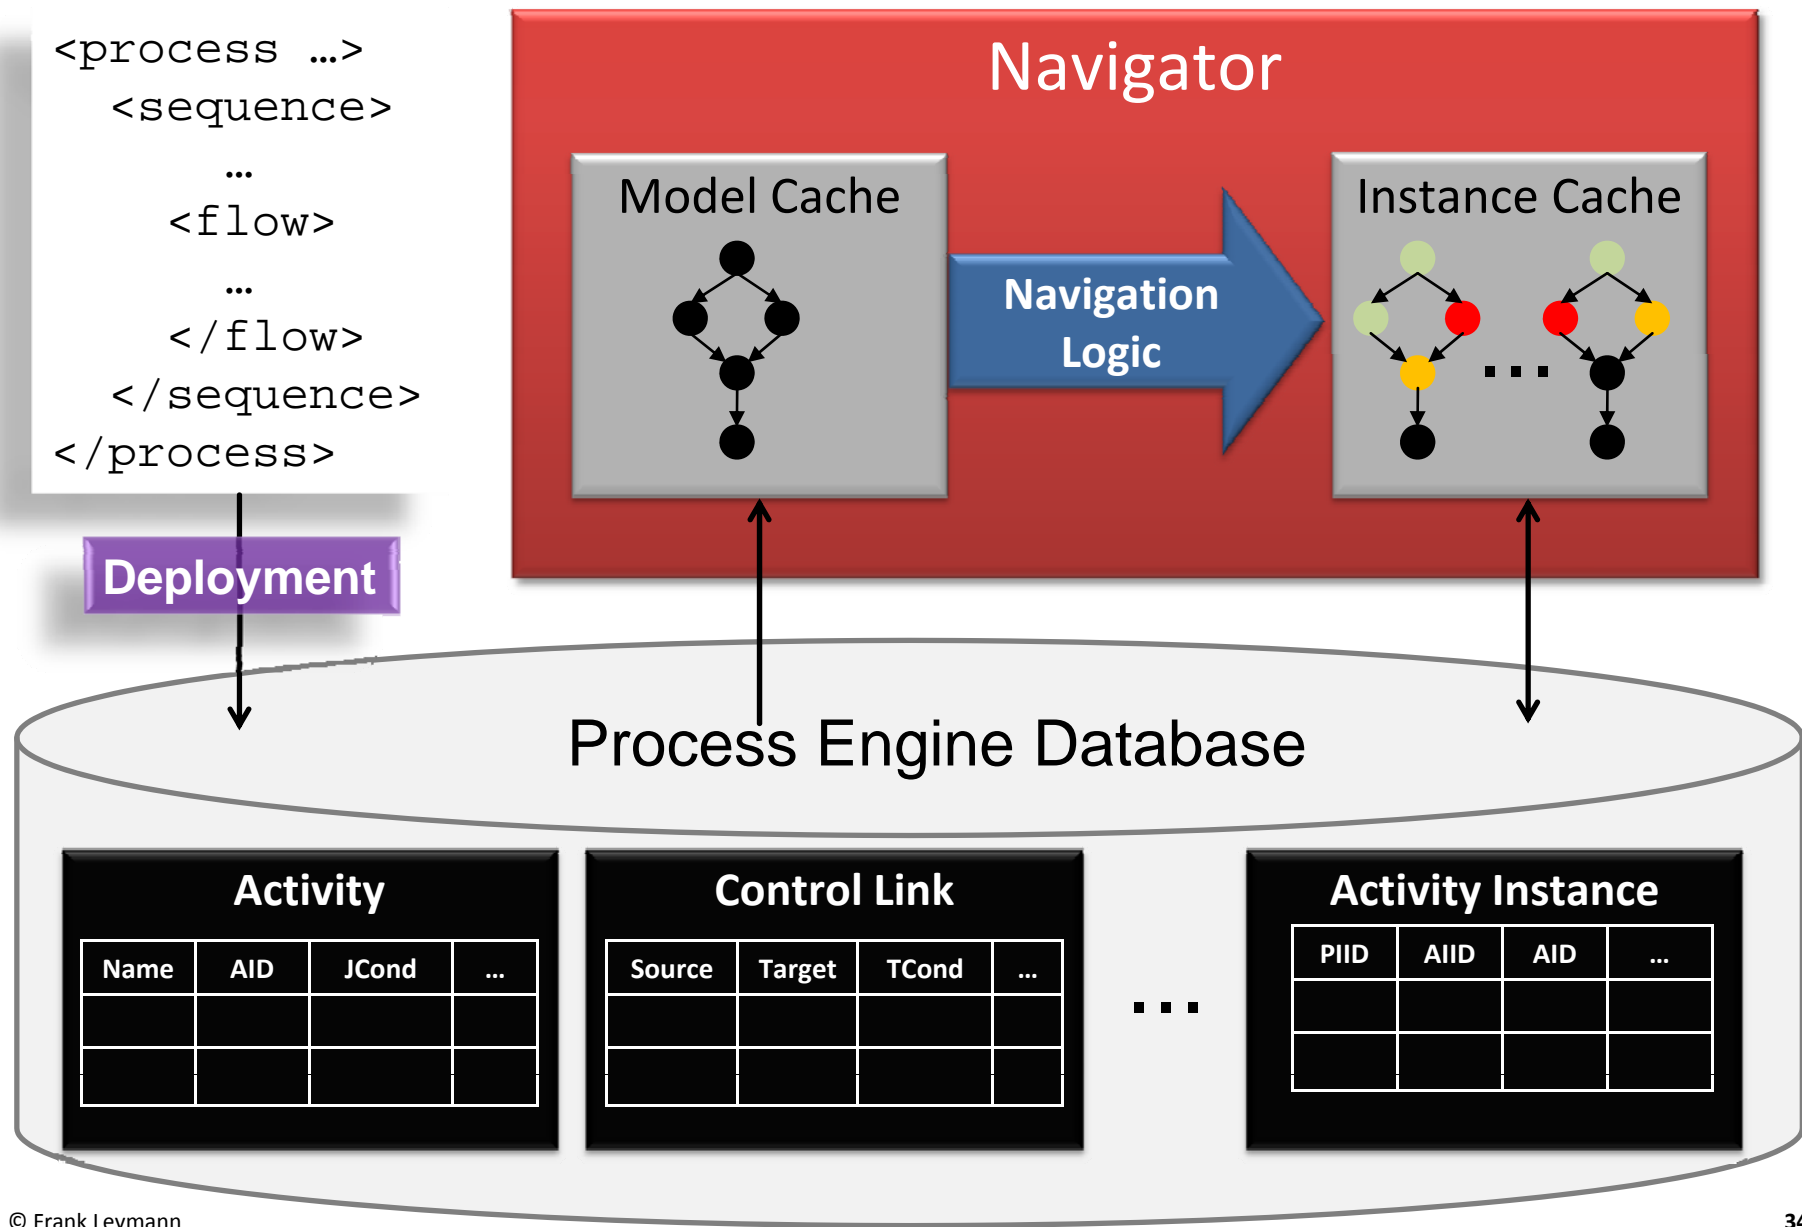 <process …>
<sequence>
…
<flow>
…
</flow>
</sequence>
</process>
Deployment
Navigator
Model Cache
Navigation
Logic
Instance Cache
...
Process Engine Database
Activity
Name AID JCond …
Control Link
Source Target TCond …
...
Activity Instance
PIID AIID AID …
© Frank Leymann
34